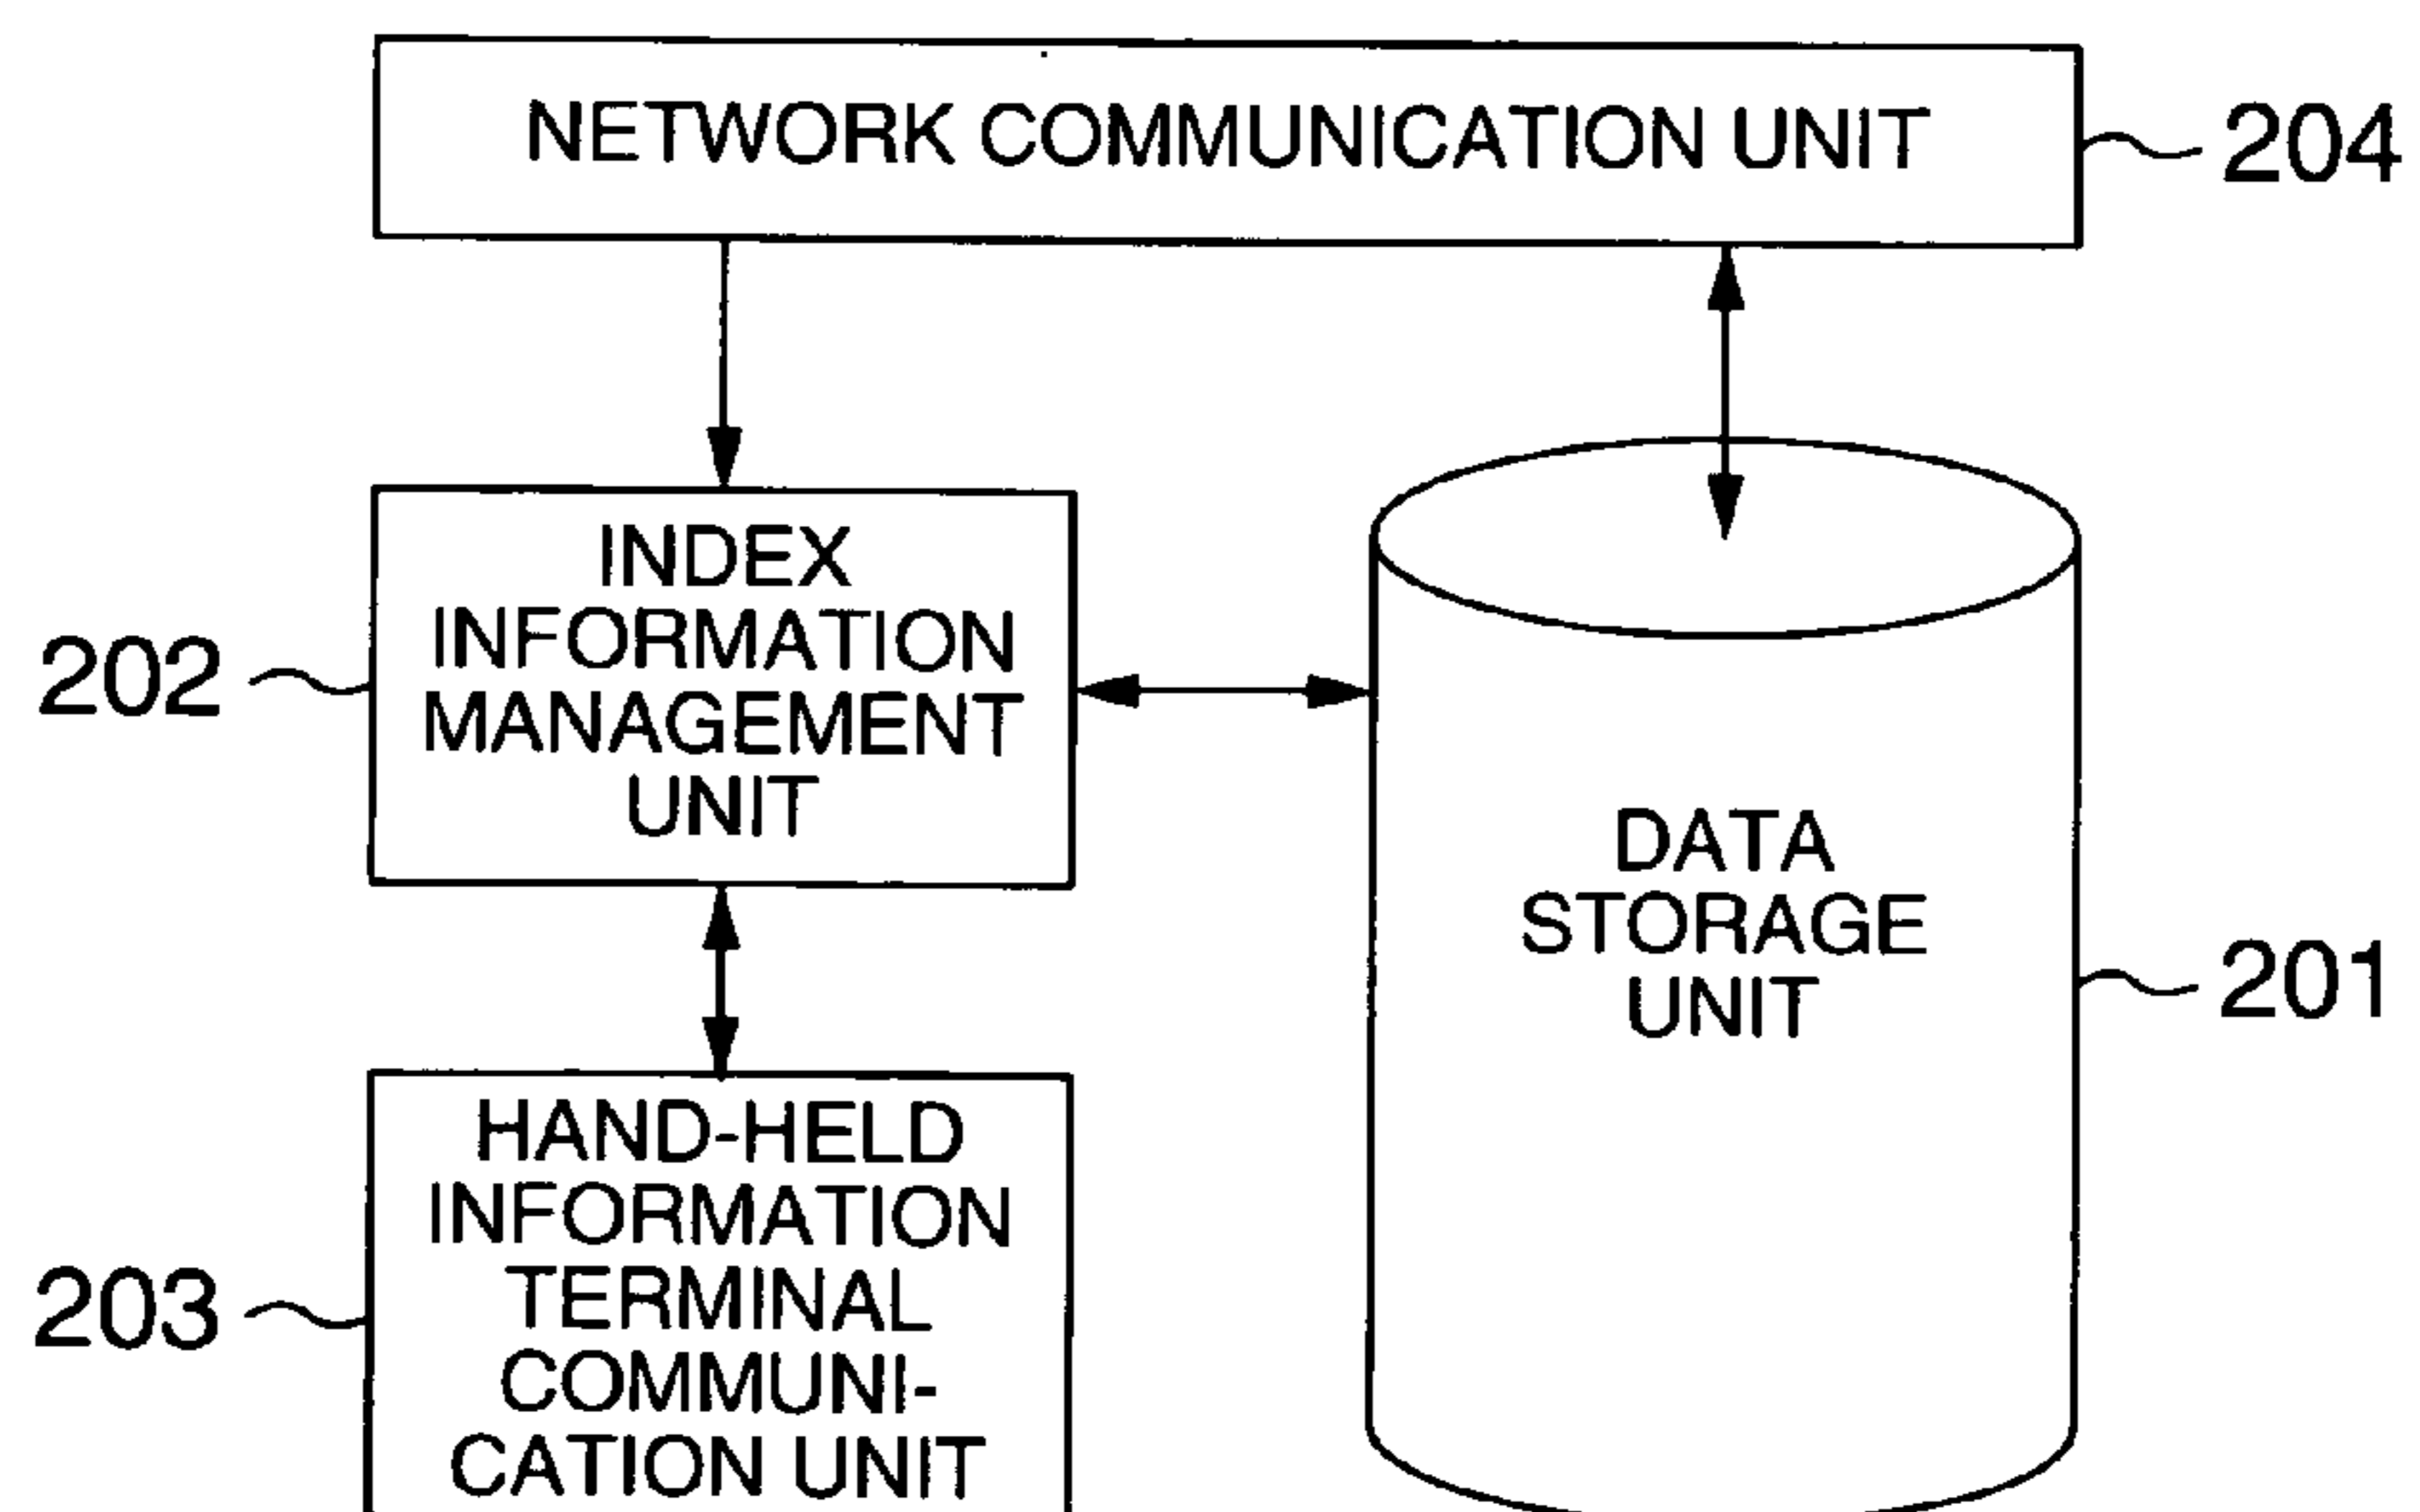 NETWORK COMMUNICATION UNIT
204
INDEX
INFORMATION
MANAGEMENT
UNIT
202
DATA
STORAGE
UNIT
201
HAND-HELD
INFORMATION
TERMINAL
COMMUNI-
CATION UNIT
203